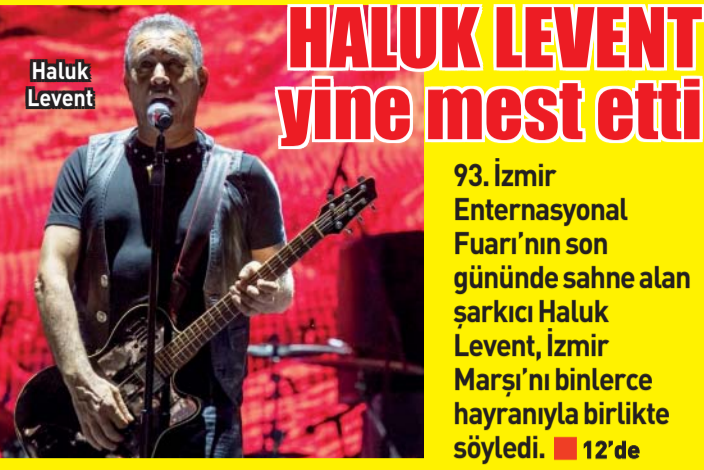 HALUK LEVENT
yine mest etti
Haluk
Levent
93. İzmir
Enternasyonal
Fuarı’nın son
gününde sahne alan
şarkıcı Haluk
Levent, İzmir
Marşı’nı binlerce
hayranıyla birlikte
söyledi. ■ 12’de